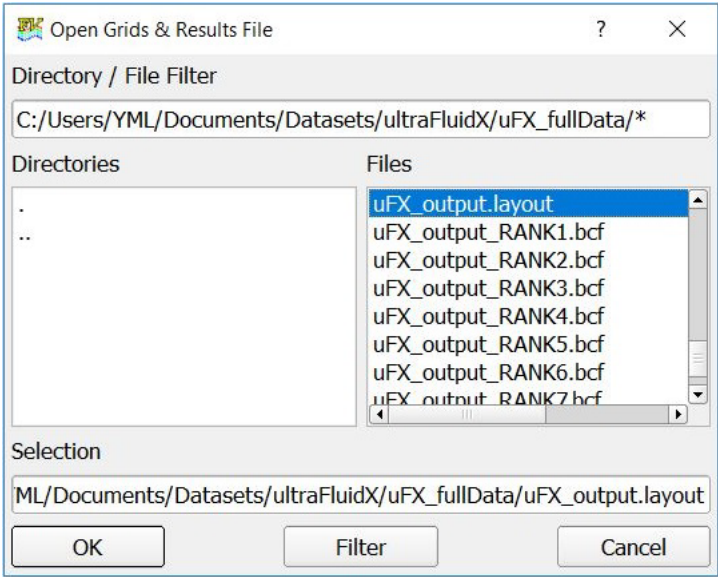 Open Grids & Results File
? ×
Directory / File Filter
C:/Users/YML/Documents/Datasets/ultraFluidX/uFX_fullData/*
Directories
Files
.
..
uFX_output.layout
uFX_output_RANK1.bcf
uFX_output_RANK2.bcf
uFX_output_RANK3.bcf
uFX_output_RANK4.bcf
uFX_output_RANK5.bcf
uFX_output_RANK6.bcf
uFX_output_RANK7.bcf
Selection
ML/Documents/Datasets/ultraFluidX/uFX_fullData/uFX_output.layout
OK
Filter
Cancel